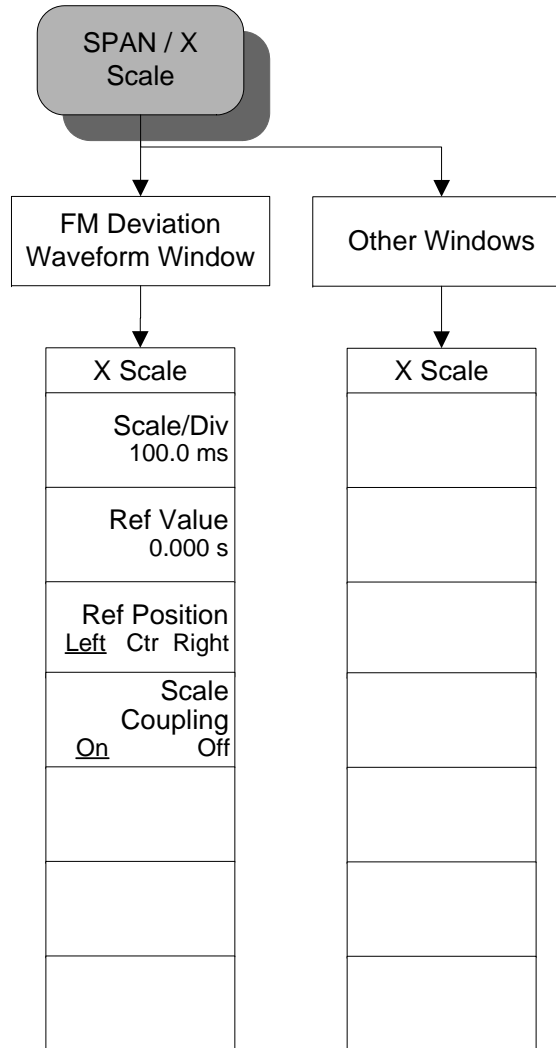 SPAN / X
Scale
FM Deviation
Waveform Window
X Scale
Scale/Div
100.0 ms
Ref Value
0.000 s
Ref Position
Left Ctr Right
Scale
Coupling
On Off
Other Windows
X Scale